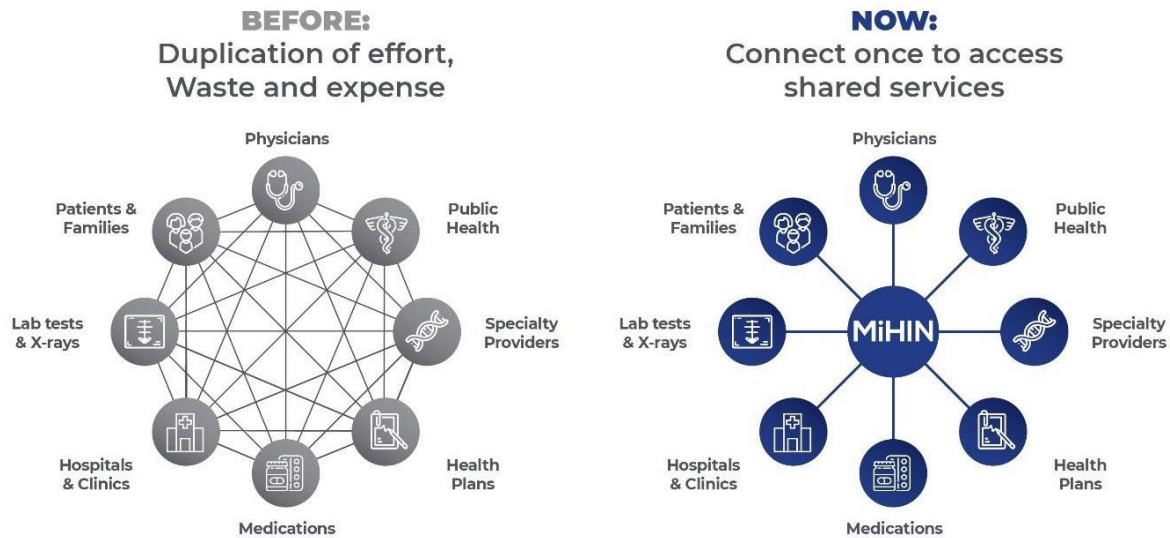 BEFORE:
Duplication of effort,
Waste and expense
Physicians
Patients &
Families
Public
Health
Lab tests
& X-rays
Specialty
Providers
Hospitals
& Clinics
Health
Plans
Medications
NOW:
Connect once to access
shared services
Physicians
Patients &
Families
Public
Health
Lab tests
& X-rays
MiHIN
Specialty
Providers
Hospitals
& Clinics
Health
Plans
Medications